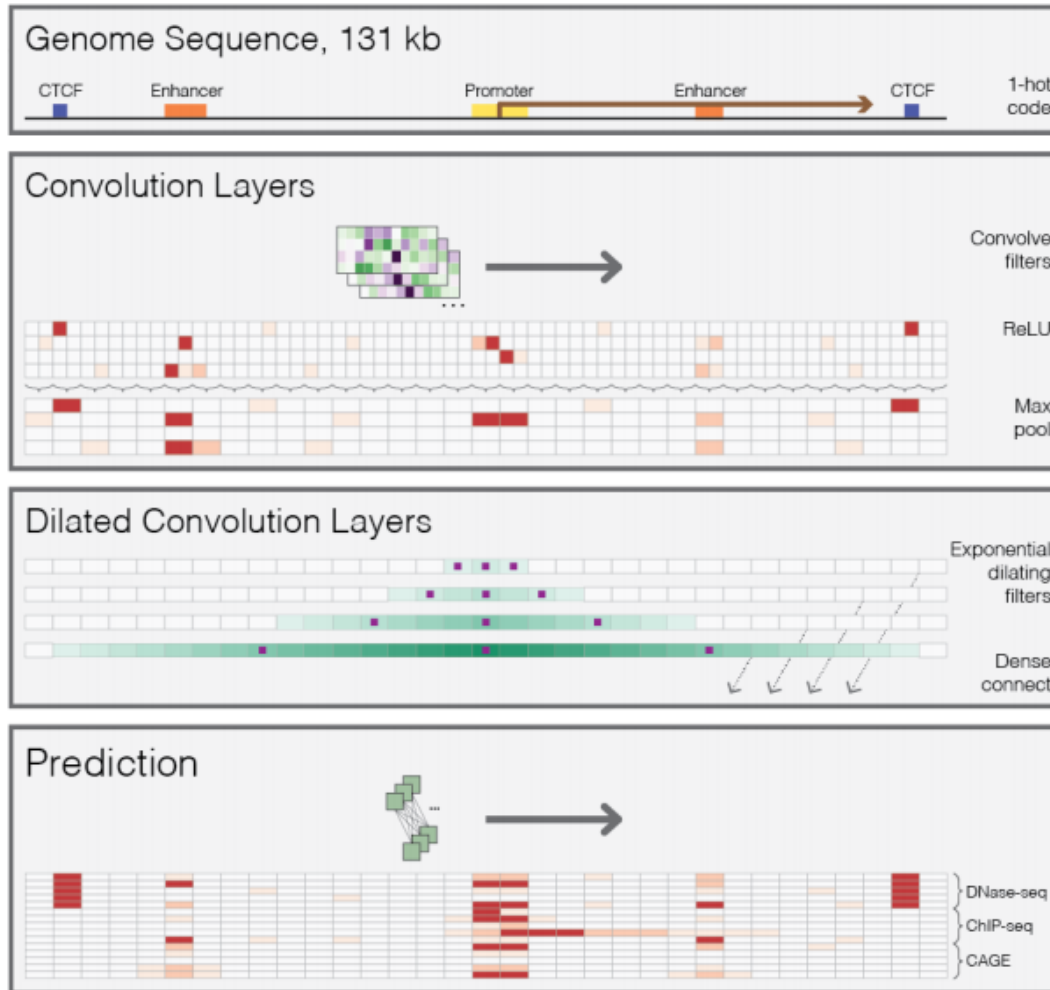 Genome Sequence, 131 kb
CTCF
Enhancer
Promoter
Enhancer
CTCF
1-hot
code
Convolution Layers
Convolve
filters
...
ReLU
Max
pool
Dilated Convolution Layers
Exponential
dilating
filters
Dense
connect
Prediction
...
DNase-seq
ChIP-seq
CAGE